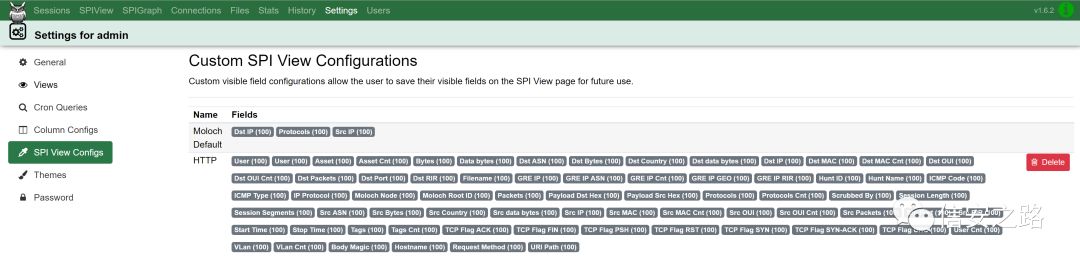 Sessions SPIView SPIGraph Connections Files Stats History Settings Users v1.6.2
Settings for admin
General
Views
Cron Queries
Column Configs
SPI View Configs
Themes
Password
Custom SPI View Configurations
Custom visible field configurations allow the user to save their visible fields on the SPI View page for future use.
Name Fields
Moloch Default Dst IP (100) Protocols (100) Src IP (100)
HTTP User (100) User (100) Asset (100) Asset Cnt (100) Bytes (100) Data bytes (100) Dst ASN (100) Dst Bytes (100) Dst Country (100) Dst data bytes (100) Dst IP (100) Dst MAC (100) Dst MAC Cnt (100) Dst OUI (100) Delete
Dst OUI Cnt (100) Dst Packets (100) Dst Port (100) Dst RIR (100) Filename (100) GRE IP (100) GRE IP ASN (100) GRE IP Cnt (100) GRE IP GEO (100) GRE IP RIR (100) Hunt ID (100) Hunt Name (100) ICMP Code (100)
ICMP Type (100) IP Protocol (100) Moloch Node (100) Moloch Root ID (100) Packets (100) Payload Dst Hex (100) Payload Src Hex (100) Protocols (100) Protocols Cnt (100) Scrubbed By (100) Session Length (100)
Session Segments (100) Src ASN (100) Src Bytes (100) Src Country (100) Src data bytes (100) Src IP (100) Src MAC (100) Src MAC Cnt (100) Src OUI (100) Src OUI Cnt (100) Src Packets (100)
Start Time (100) Stop Time (100) Tags (100) Tags Cnt (100) TCP Flag ACK (100) TCP Flag FIN (100) TCP Flag PSH (100) TCP Flag RST (100) TCP Flag SYN (100) TCP Flag SYN-ACK (100) TCP Flag (100) User Cnt (100)
VLan (100) VLan Cnt (100) Body Magic (100) Hostname (100) Request Method (100) URI Path (100)
信安之路